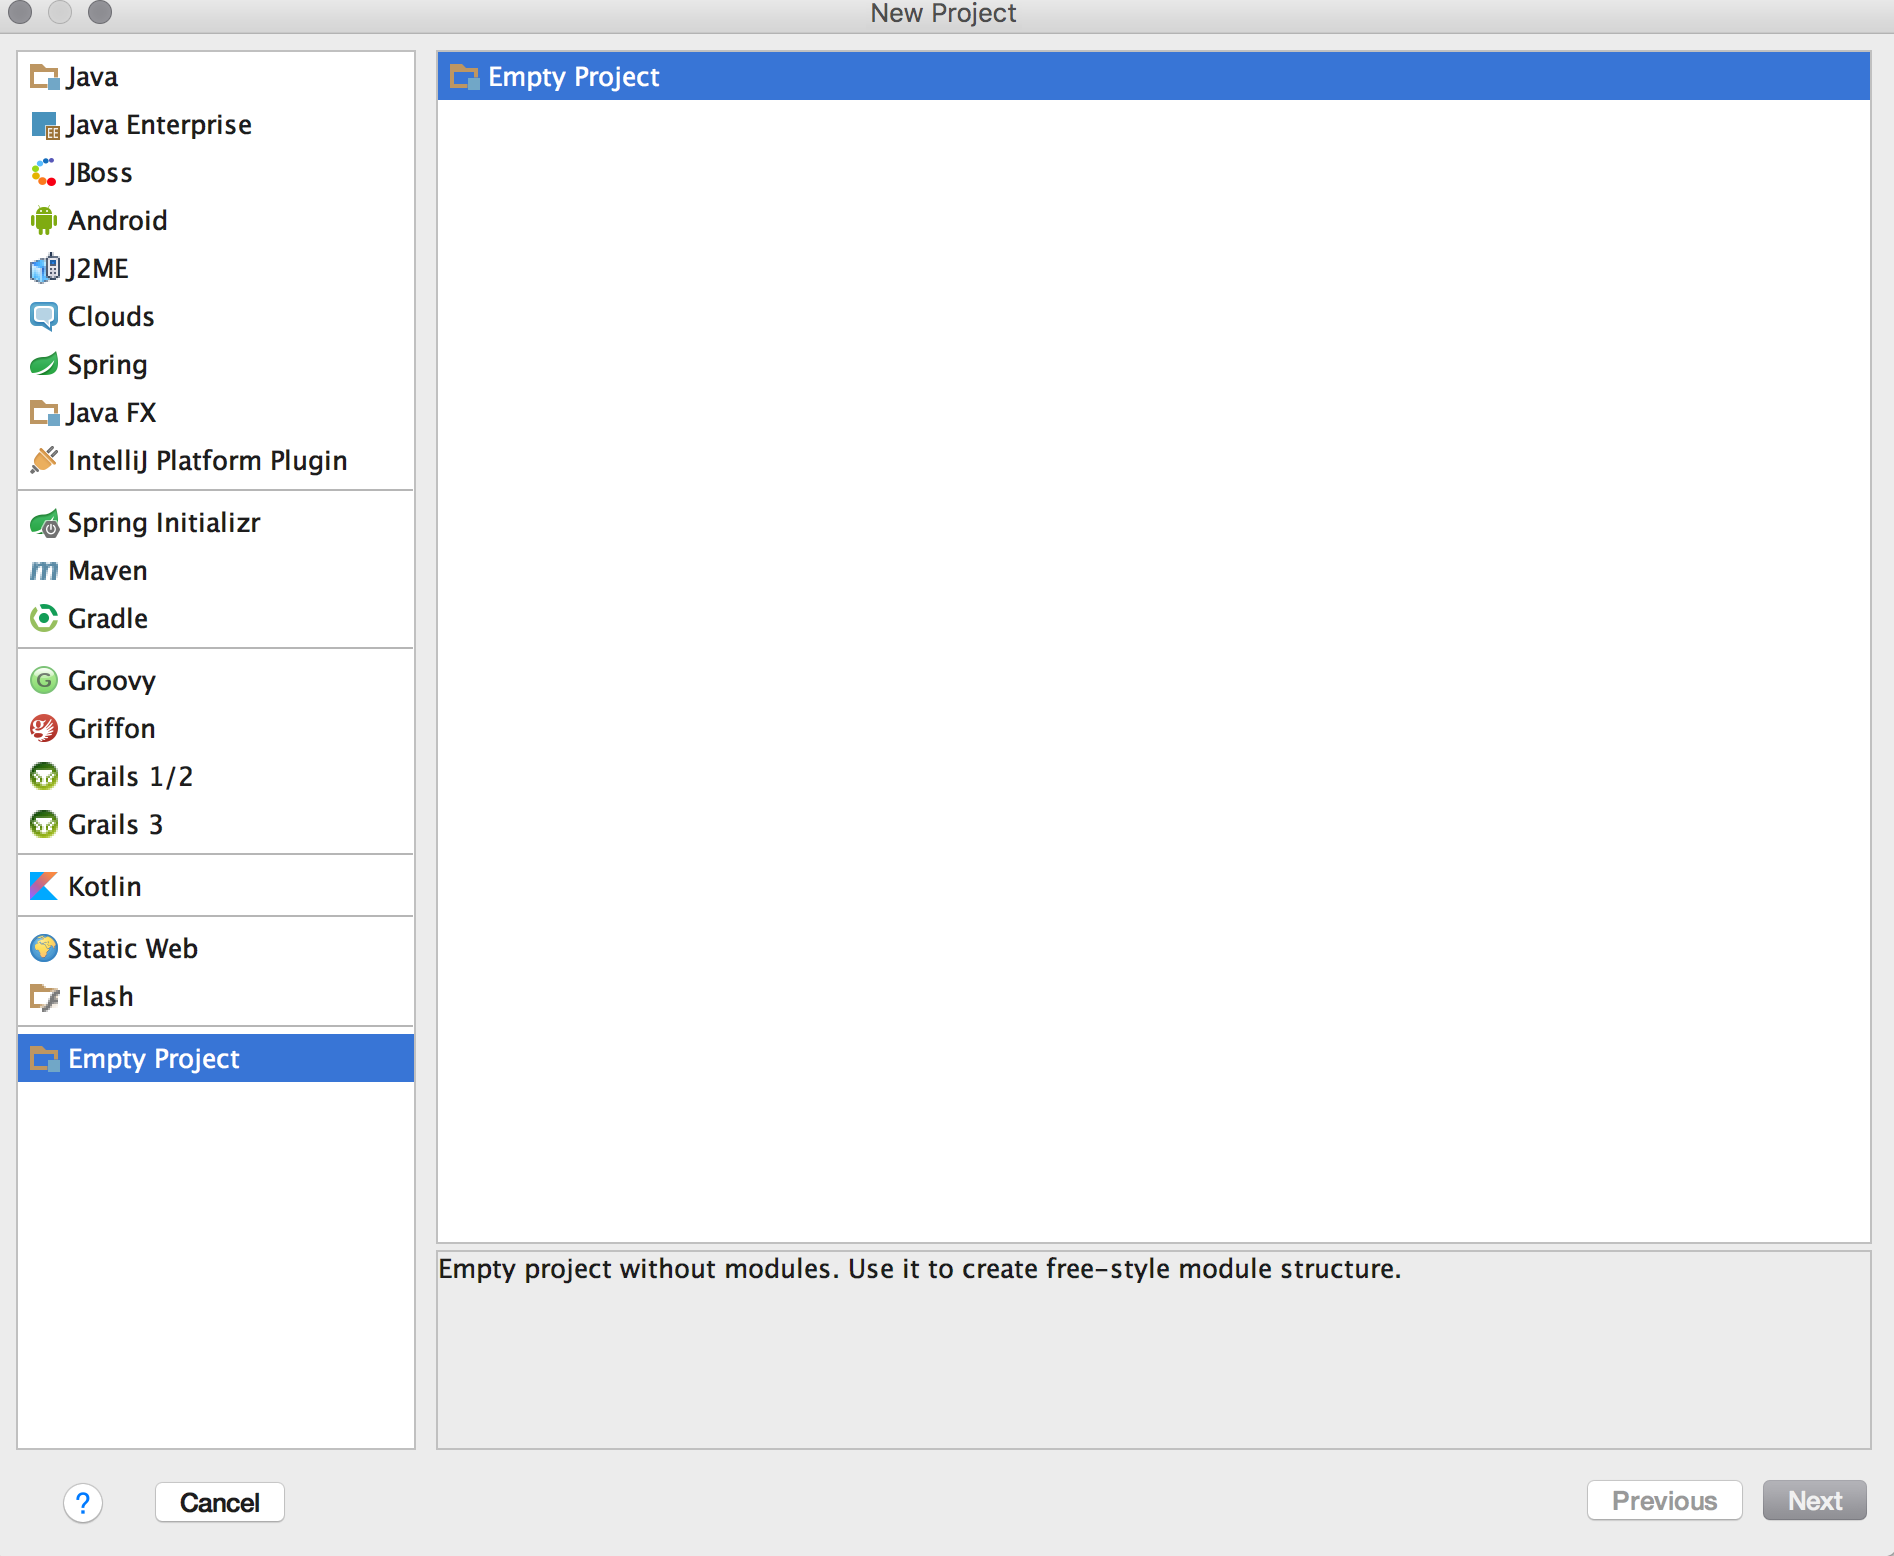 New Project
Java
Java Enterprise
JBoss
Android
J2ME
Clouds
Spring
Java FX
IntelliJ Platform Plugin
Spring Initializr
Maven
Gradle
Groovy
Griffon
Grails 1/2
Grails 3
Kotlin
Static Web
Flash
Empty Project
Empty Project
Empty project without modules. Use it to create free-style module structure.
? Cancel Previous Next